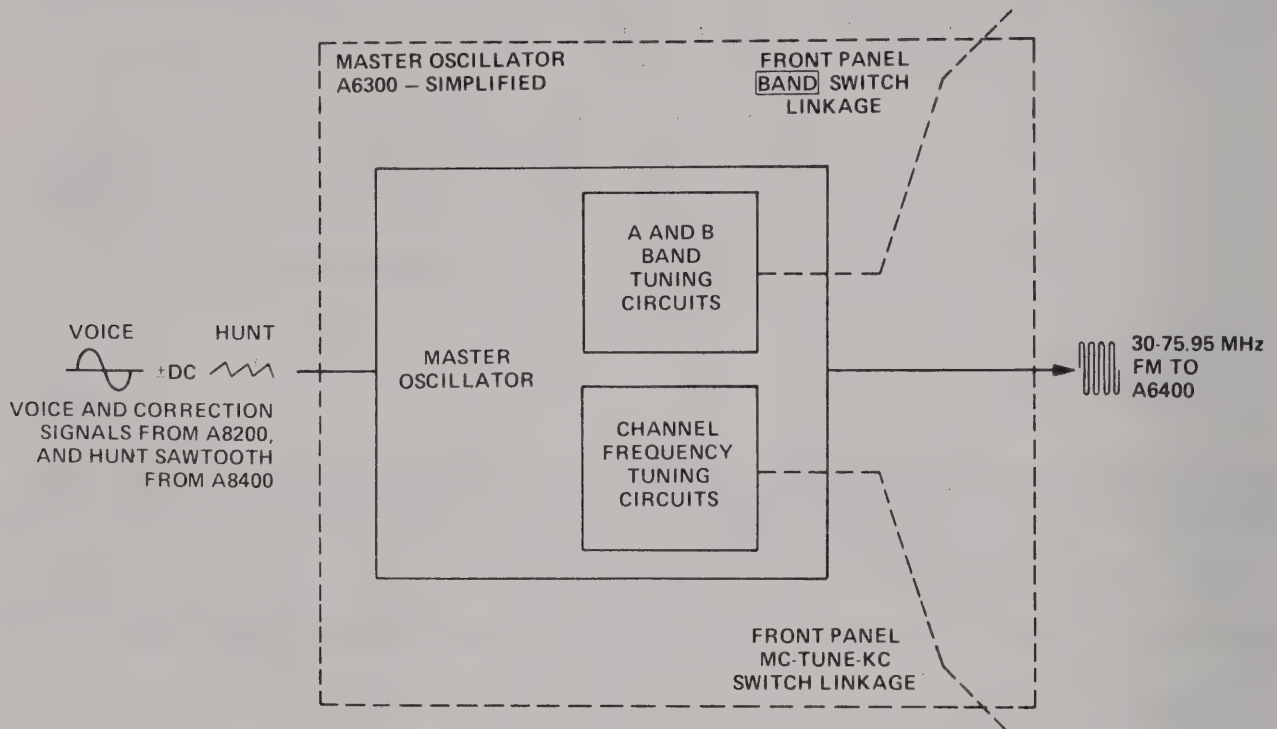 MASTER OSCILLATOR
A6300 – SIMPLIFIED
FRONT PANEL
BAND SWITCH
LINKAGE
A AND B
BAND
TUNING
CIRCUITS
VOICE
HUNT
±DC
VOICE AND CORRECTION
SIGNALS FROM A8200,
AND HUNT SAWTOOTH
FROM A8400
MASTER
OSCILLATOR
30-75.95 MHz
FM TO
A6400
CHANNEL
FREQUENCY
TUNING
CIRCUITS
FRONT PANEL
MC-TUNE-KC
SWITCH LINKAGE